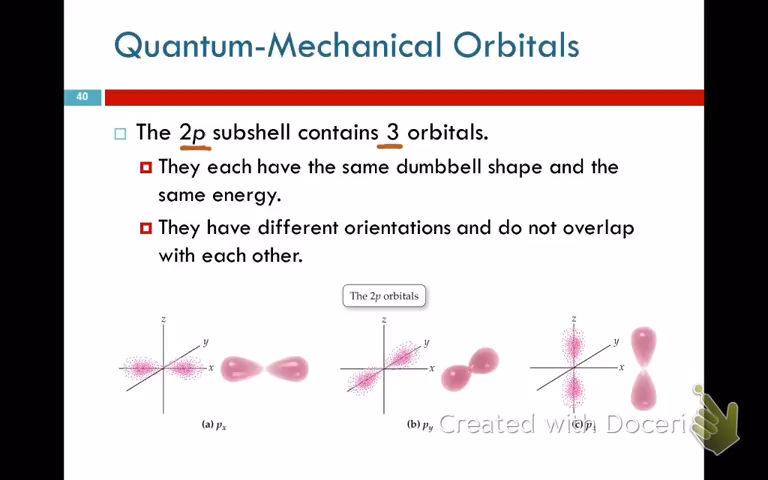 Quantum-Mechanical Orbitals
40
The 2p subshell contains 3 orbitals.
They each have the same dumbbell shape and the
same energy.
They have different orientations and do not overlap
with each other.
The 2p orbitals
z
y
x
z
y
x
z
y
x
(a) px
(b) py
(c)
Created with Doceri